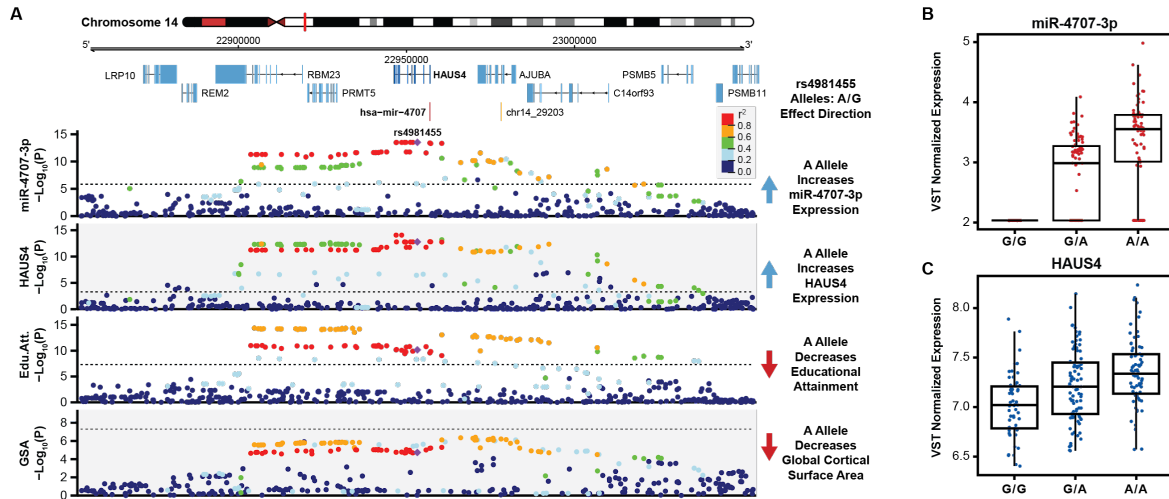 A
Chromosome 14
5'
22900000
22950000
23000000
3'
LRP10
RBM23
HAUS4
AJUBA
PSMB5
REM2
PRMT5
C14orf93
PSMB11
hsa-mir-4707
chr14_29203
rs4981455
Alleles: A/G
Effect Direction
rs4981455
r²
0.8
0.6
0.4
0.2
0.0
miR-4707-3p
−Log₁₀(P)
15
10
5
0
A Allele
Increases
miR-4707-3p
Expression
HAUS4
−Log₁₀(P)
15
10
5
0
A Allele
Increases
HAUS4
Expression
Edu.Att.
−Log₁₀(P)
15
10
5
0
A Allele
Decreases
Educational
Attainment
GSA
−Log₁₀(P)
8
6
4
2
0
A Allele
Decreases
Global Cortical
Surface Area
B
miR-4707-3p
VST Normalized Expression
5
4
3
2
G/G
G/A
A/A
C
HAUS4
VST Normalized Expression
8.0
7.5
7.0
6.5
G/G
G/A
A/A